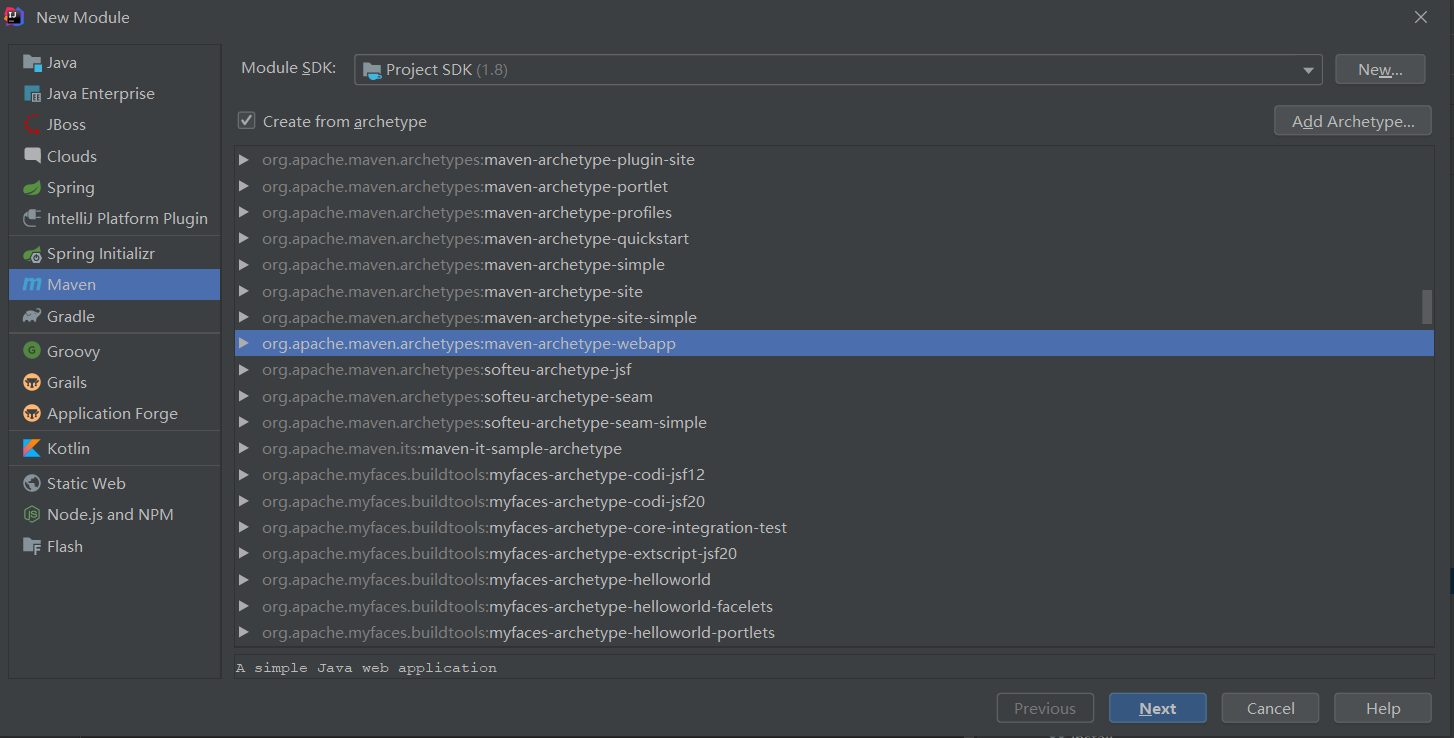 New Module
Java
Java Enterprise
JBoss
Clouds
Spring
IntelliJ Platform Plugin
Spring Initializr
Maven
Gradle
Groovy
Grails
Application Forge
Kotlin
Static Web
Node.js and NPM
Flash
Module SDK:
Project SDK (1.8)
New...
Create from archetype
Add Archetype...
org.apache.maven.archetypes:maven-archetype-plugin-site
org.apache.maven.archetypes:maven-archetype-portlet
org.apache.maven.archetypes:maven-archetype-profiles
org.apache.maven.archetypes:maven-archetype-quickstart
org.apache.maven.archetypes:maven-archetype-simple
org.apache.maven.archetypes:maven-archetype-site
org.apache.maven.archetypes:maven-archetype-site-simple
org.apache.maven.archetypes:maven-archetype-webapp
org.apache.maven.archetypes:softeu-archetype-jsf
org.apache.maven.archetypes:softeu-archetype-seam
org.apache.maven.archetypes:softeu-archetype-seam-simple
org.apache.maven.its:maven-it-sample-archetype
org.apache.myfaces.buildtools:myfaces-archetype-codi-jsf12
org.apache.myfaces.buildtools:myfaces-archetype-codi-jsf20
org.apache.myfaces.buildtools:myfaces-archetype-core-integration-test
org.apache.myfaces.buildtools:myfaces-archetype-extscript-jsf20
org.apache.myfaces.buildtools:myfaces-archetype-helloworld
org.apache.myfaces.buildtools:myfaces-archetype-helloworld-facelets
org.apache.myfaces.buildtools:myfaces-archetype-helloworld-portlets
A simple Java web application
Previous
Next
Cancel
Help